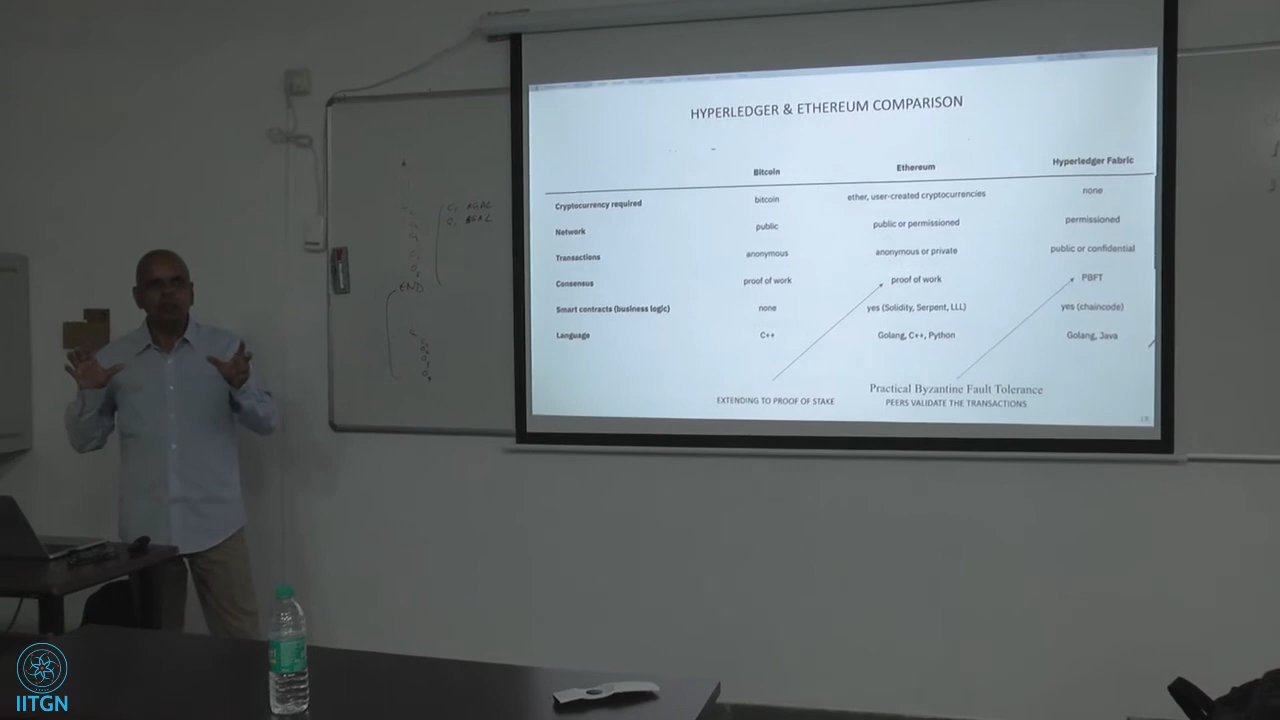 HYPERLEDGER & ETHEREUM COMPARISON
Bitcoin Ethereum Hyperledger Fabric
Cryptocurrency required bitcoin ether, user-created cryptocurrencies none
Network public public or permissioned permissioned
Transactions anonymous anonymous or private public or confidential
Consensus proof of work proof of work PBFT
Smart contracts (business logic) none yes (Solidity, Serpent, LLL) yes (chaincode)
Language C++ Golang, C++, Python Golang, Java
EXTENDING TO PROOF OF STAKE
Practical Byzantine Fault Tolerance
PEERS VALIDATE THE TRANSACTIONS
END
IITGN